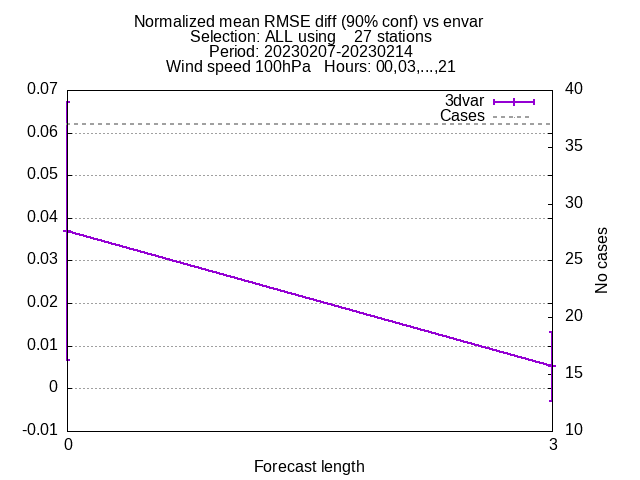 Normalized mean RMSE diff (90% conf) vs envar
Selection: ALL using    27 stations
Period: 20230207-20230214
Wind speed 100hPa   Hours: 00,03,...,21
3dvar
Cases
0.07
0.06
0.05
0.04
0.03
0.02
0.01
0
-0.01
40
35
30
25
20
15
10
No cases
0
3
Forecast length